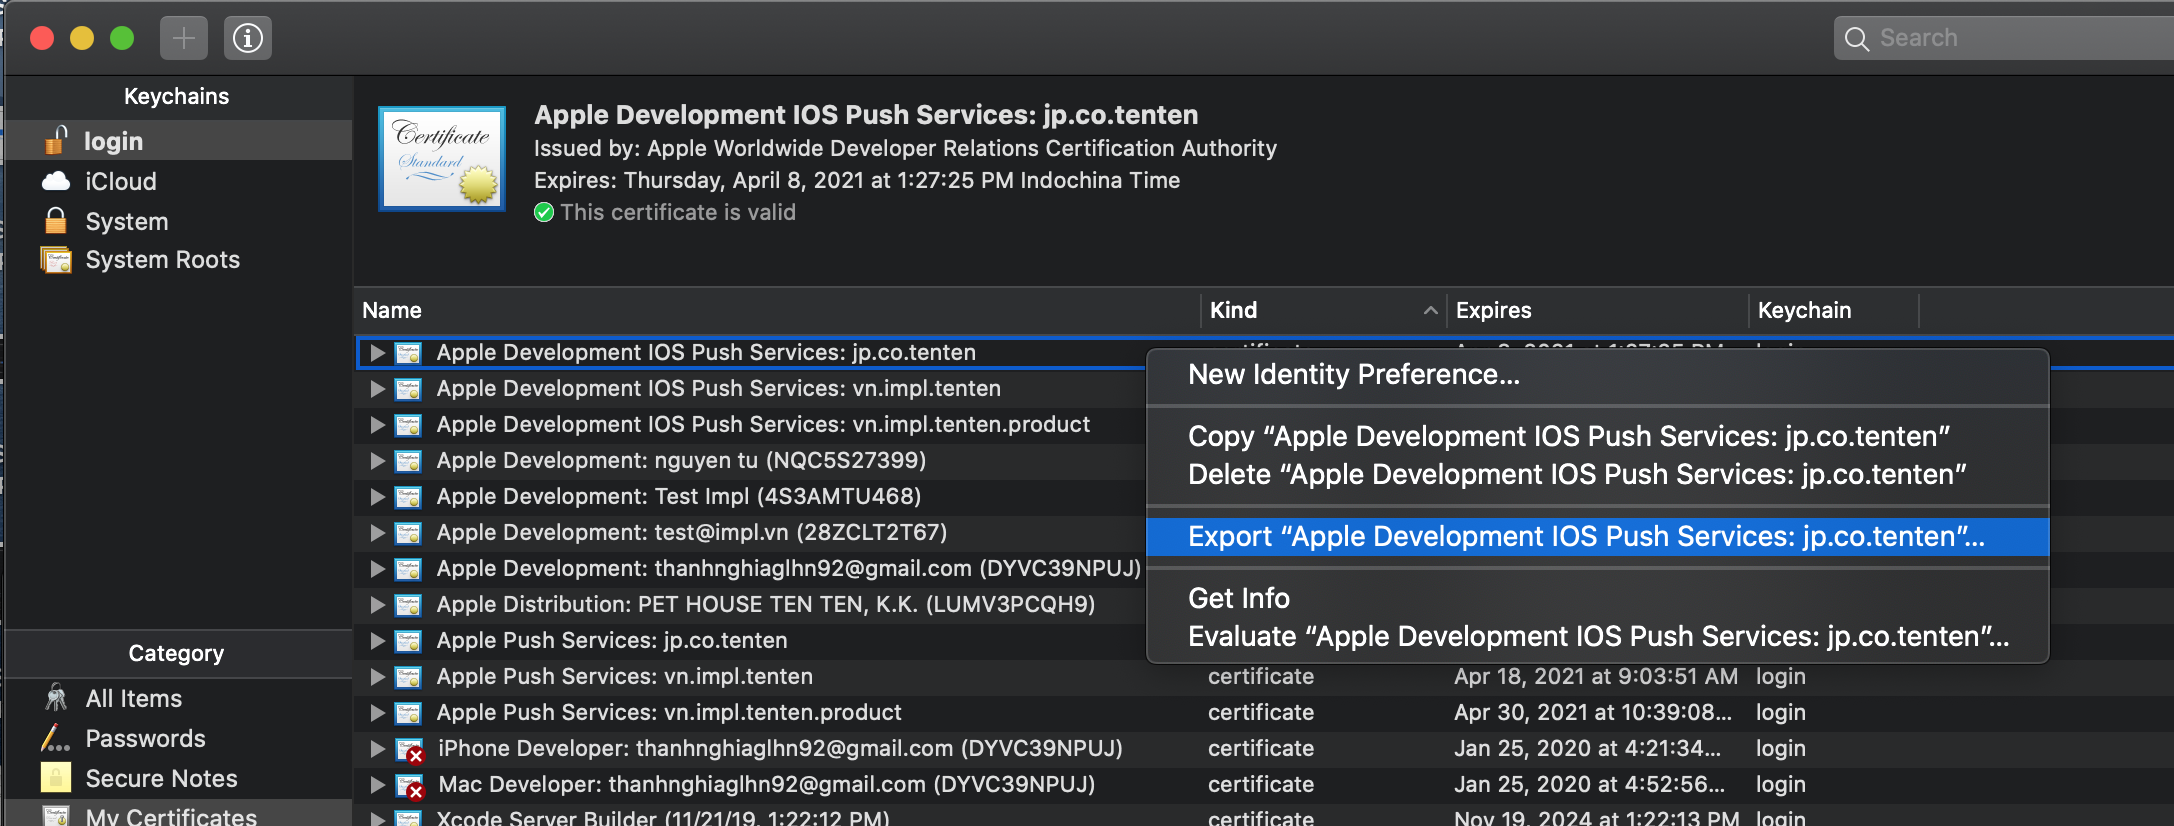 Search
Keychains
login
iCloud
System
System Roots
Certificate
Standard
Apple Development IOS Push Services: jp.co.tenten
Issued by: Apple Worldwide Developer Relations Certification Authority
Expires: Thursday, April 8, 2021 at 1:27:25 PM Indochina Time
This certificate is valid
Name Kind Expires Keychain
Apple Development IOS Push Services: jp.co.tenten
Apple Development IOS Push Services: vn.impl.tenten
Apple Development IOS Push Services: vn.impl.tenten.product
Apple Development: nguyen tu (NQC5S27399)
Apple Development: Test Impl (4S3AMTU468)
Apple Development: test@impl.vn (28ZCLT2T67)
Apple Development: thanhnghiaglhn92@gmail.com (DYVC39NPUJ)
Apple Distribution: PET HOUSE TEN TEN, K.K. (LUMV3PCQH9)
Apple Push Services: jp.co.tenten
Apple Push Services: vn.impl.tenten certificate Apr 18, 2021 at 9:03:51 AM login
Apple Push Services: vn.impl.tenten.product certificate Apr 30, 2021 at 10:39:08... login
iPhone Developer: thanhnghiaglhn92@gmail.com (DYVC39NPUJ) certificate Jan 25, 2020 at 4:21:34... login
Mac Developer: thanhnghiaglhn92@gmail.com (DYVC39NPUJ) certificate Jan 25, 2020 at 4:52:56... login
Xcode Server Builder (11/21/19, 1:22:12 PM) certificate Nov 19, 2024 at 1:22:13 PM login
New Identity Preference...
Copy “Apple Development IOS Push Services: jp.co.tenten”
Delete “Apple Development IOS Push Services: jp.co.tenten”
Export “Apple Development IOS Push Services: jp.co.tenten”...
Get Info
Evaluate “Apple Development IOS Push Services: jp.co.tenten”...
Category
All Items
Passwords
Secure Notes
My Certificates